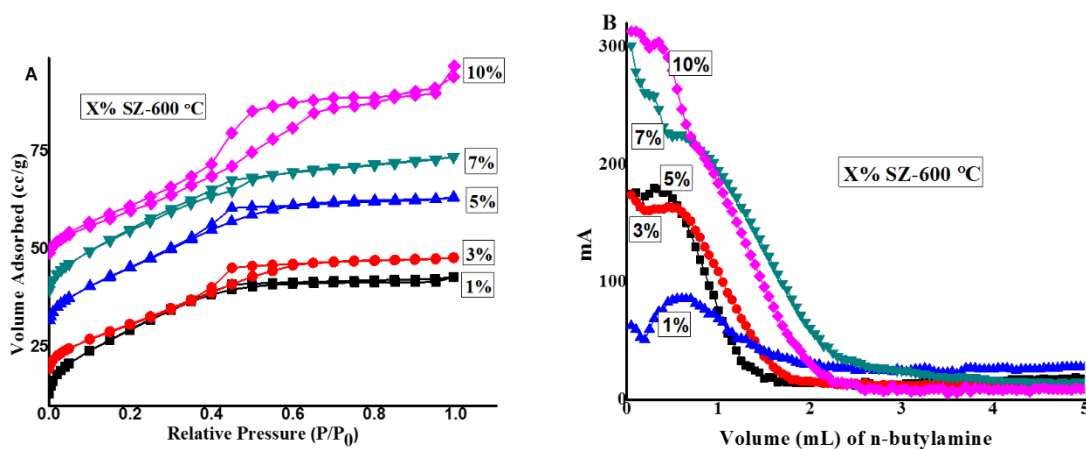 A
X% SZ-600 °C
10%
7%
5%
3%
1%
Volume Adsorbed (cc/g)
75
50
25
0.0 0.2 0.4 0.6 0.8 1.0
Relative Pressure (P/P0)
B
300
200
100
0
mA
10%
7%
5%
3%
1%
X% SZ-600 °C
0 1 2 3 4 5
Volume (mL) of n-butylamine